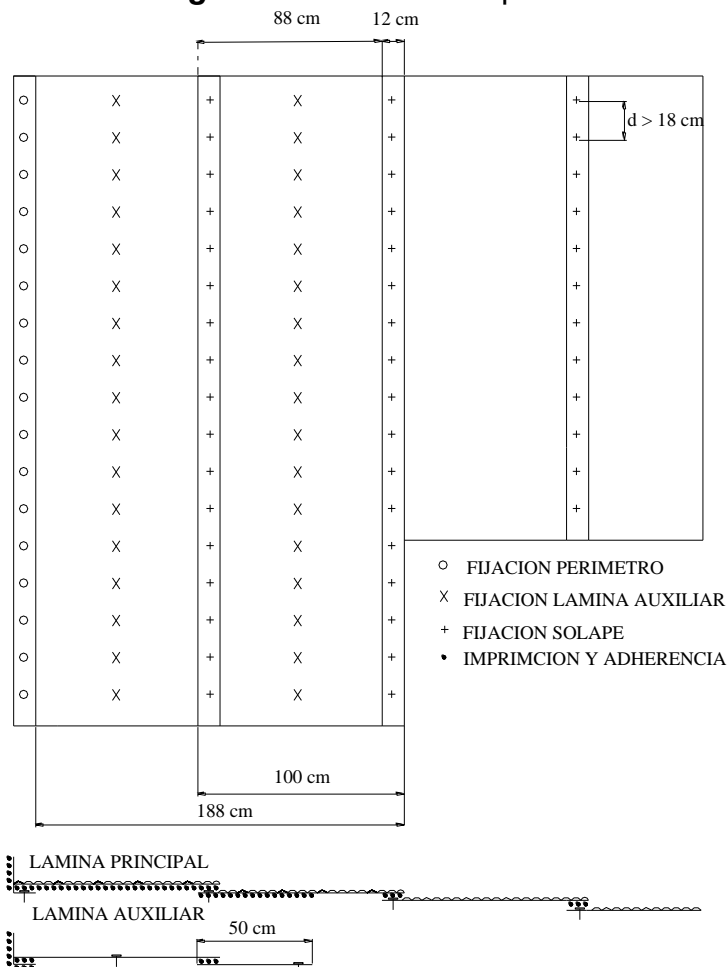 88 cm
12 cm
d > 18 cm
FIJACION PERIMETRO
FIJACION LAMINA AUXILIAR
FIJACION SOLAPE
IMPRIMCION Y ADHERENCIA
100 cm
188 cm
LAMINA PRINCIPAL
LAMINA AUXILIAR
50 cm